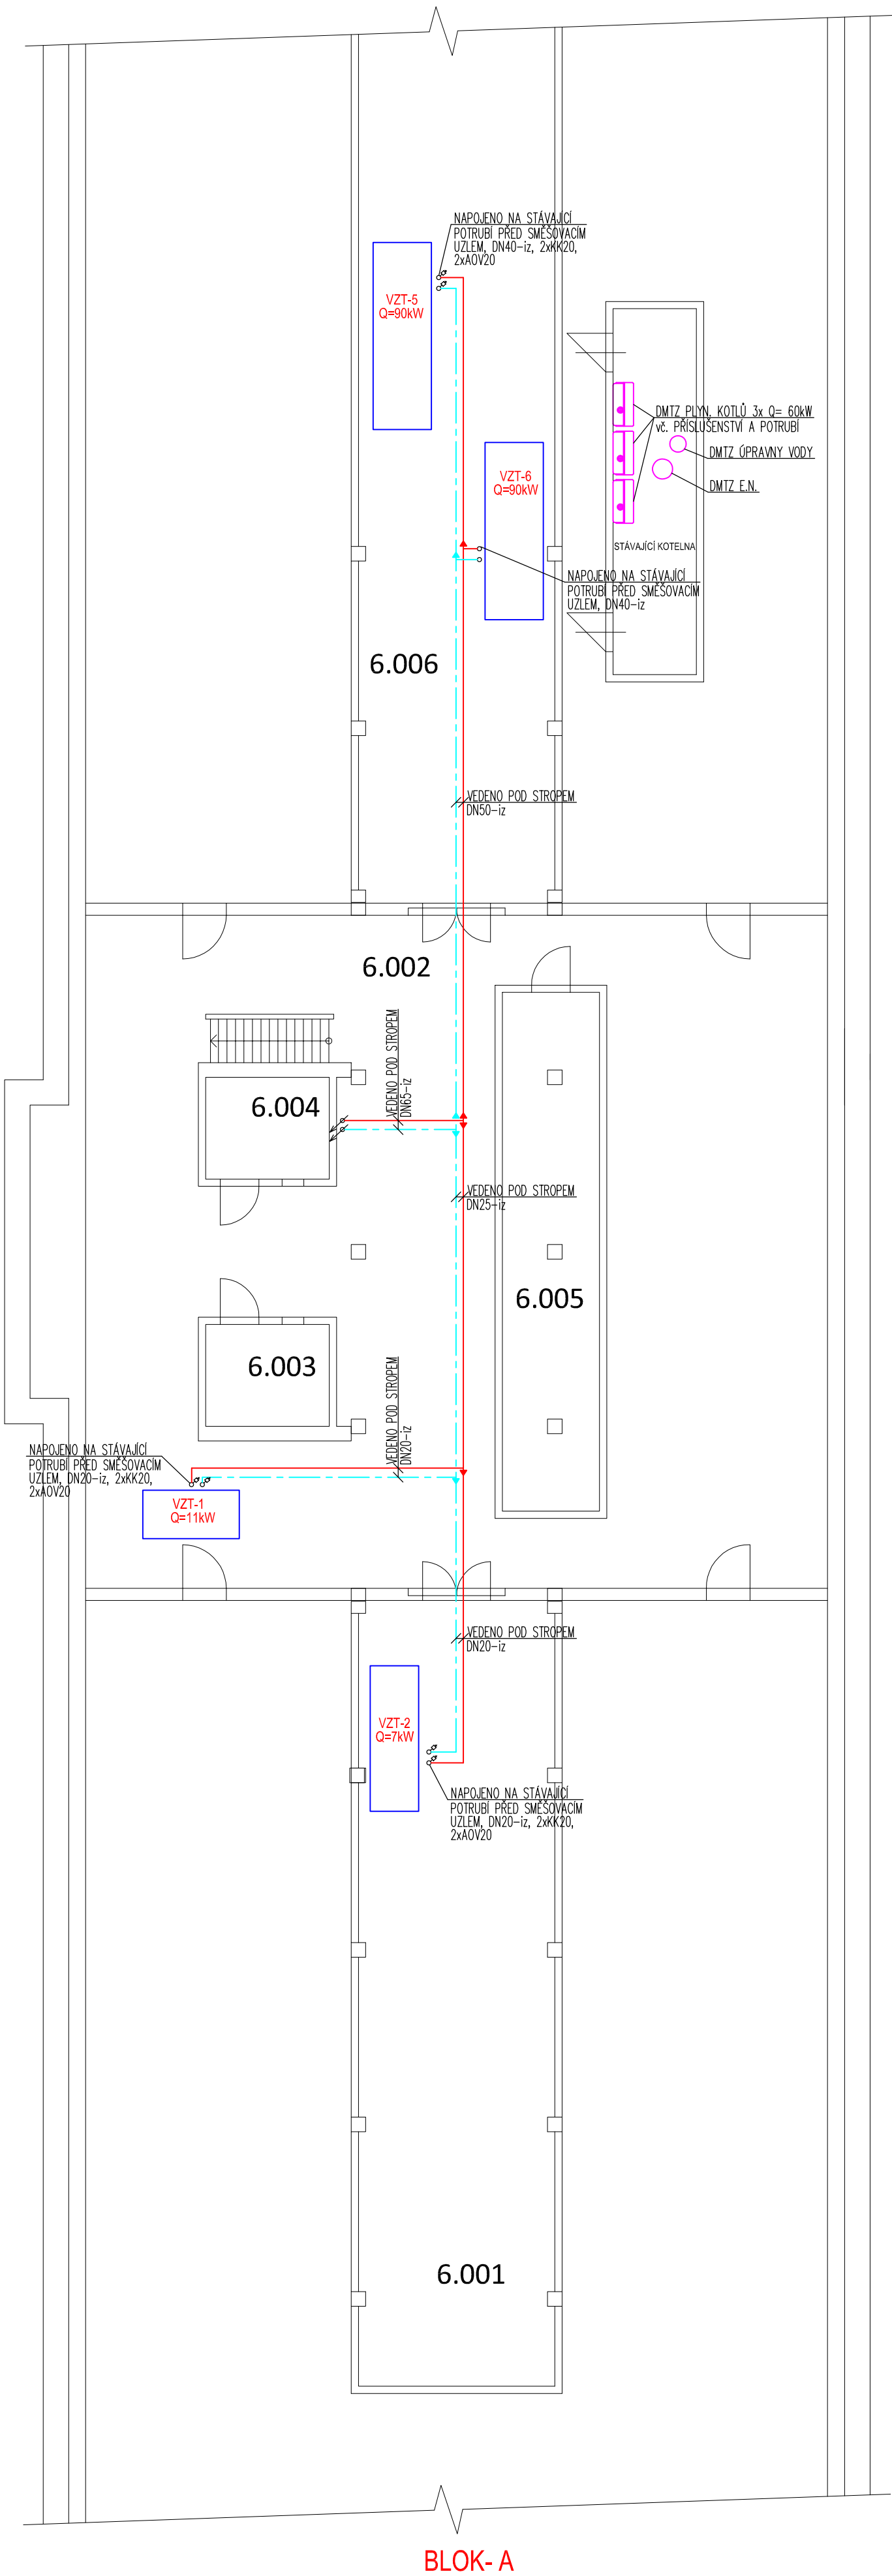 NAPOJENO NA STÁVAJÍCÍ
POTRUBÍ PŘED SMĚŠOVACÍM
UZLEM, DN40-iz, 2xKK20,
2xAOV20
VZT-5
Q=90kW
DMTZ PLYN. KOTLŮ 3x Q= 60kW
vč. PŘÍSLUŠENSTVÍ A POTRUBÍ
DMTZ ÚPRAVNY VODY
VZT-6
Q=90kW
DMTZ E.N.
STÁVAJÍCÍ KOTELNA
NAPOJENO NA STÁVAJÍCÍ
POTRUBÍ PŘED SMĚŠOVACÍM
UZLEM, DN40-iz
6.006
VEDENO POD STROPEM
DN50-iz
6.002
VEDENO POD STROPEM
DN65-iz
6.004
VEDENO POD STROPEM
DN25-iz
6.005
6.003
VEDENO POD STROPEM
DN20-iz
NAPOJENO NA STÁVAJÍCÍ
POTRUBÍ PŘED SMĚŠOVACÍM
UZLEM, DN20-iz, 2xKK20,
2xAOV20
VZT-1
Q=11kW
VEDENO POD STROPEM
DN20-iz
VZT-2
Q=7kW
NAPOJENO NA STÁVAJÍCÍ
POTRUBÍ PŘED SMĚŠOVACÍM
UZLEM, DN20-iz, 2xKK20,
2xAOV20
6.001
BLOK- A